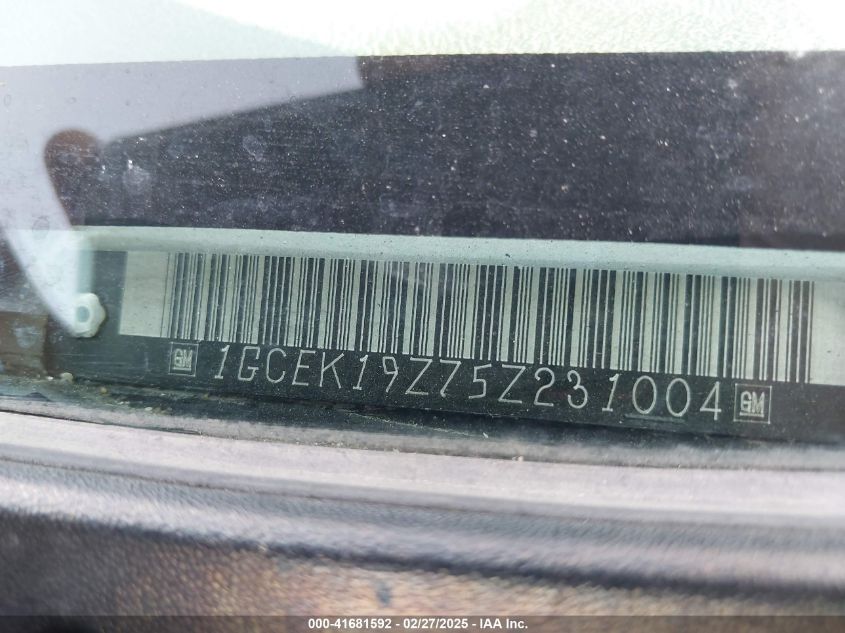 GM 1GCEK19Z75Z231004 GM
000-41681592 - 02/27/2025 - IAA Inc.